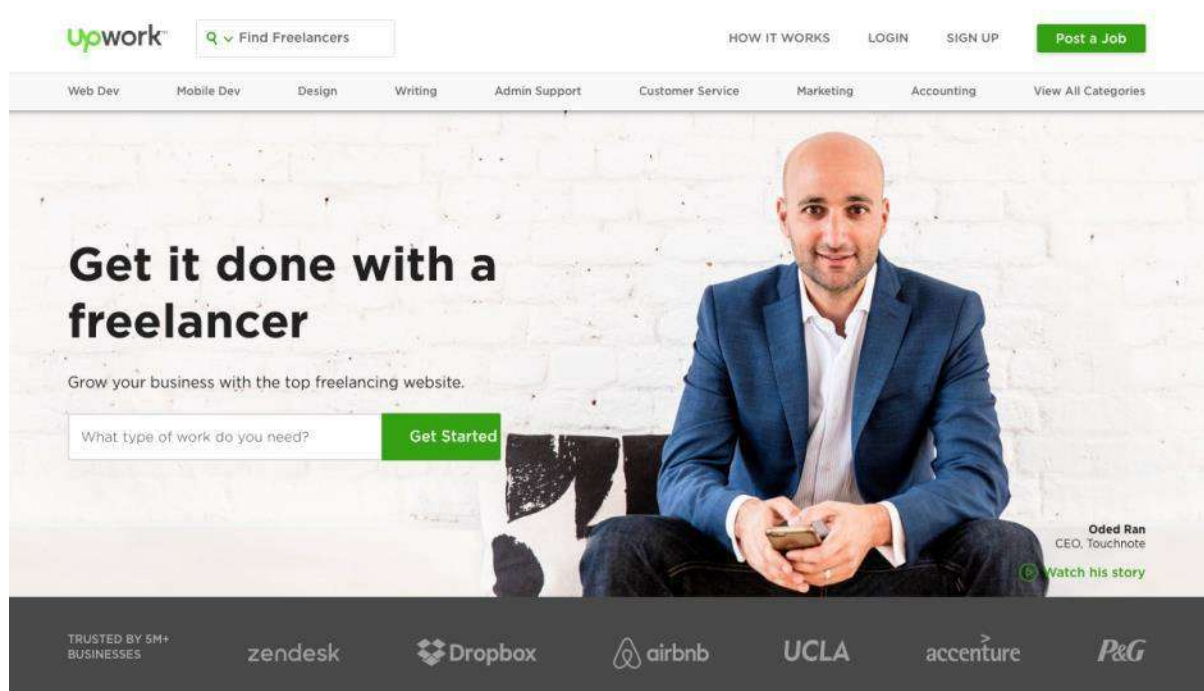 Upwork™
Find Freelancers
HOW IT WORKS
LOGIN
SIGN UP
Post a Job
Web Dev
Mobile Dev
Design
Writing
Admin Support
Customer Service
Marketing
Accounting
View All Categories
Get it done with a
freelancer
Grow your business with the top freelancing website.
What type of work do you need?
Get Started
Oded Ran
CEO, Touchnote
Watch his story
TRUSTED BY 5M+
BUSINESSES
zendesk
Dropbox
airbnb
UCLA
accenture
P&G